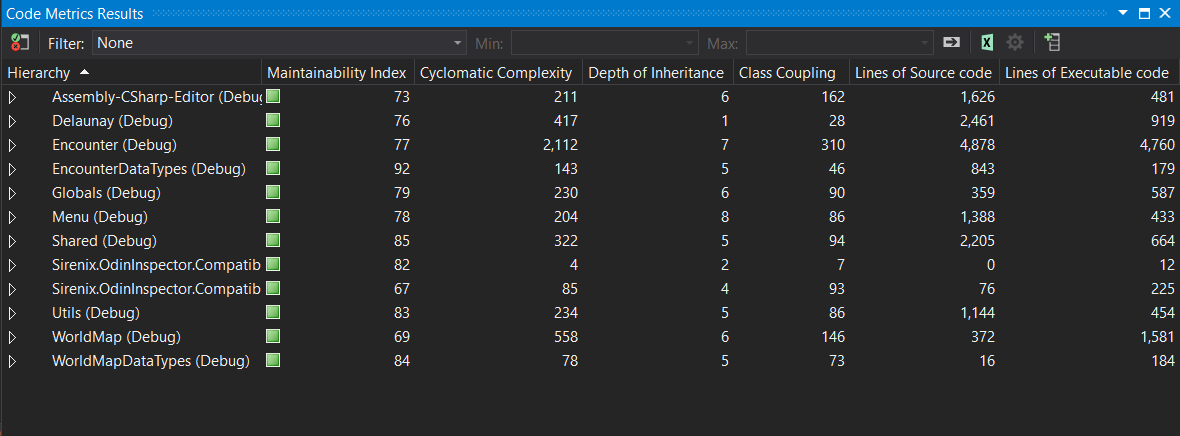 Code Metrics Results
Filter: None Min: Max:
Hierarchy Maintainability Index Cyclomatic Complexity Depth of Inheritance Class Coupling Lines of Source code Lines of Executable code
Assembly-CSharp-Editor (Debug 73 211 6 162 1,626 481
Delaunay (Debug) 76 417 1 28 2,461 919
Encounter (Debug) 77 2,112 7 310 4,878 4,760
EncounterDataTypes (Debug) 92 143 5 46 843 179
Globals (Debug) 79 230 6 90 359 587
Menu (Debug) 78 204 8 86 1,388 433
Shared (Debug) 85 322 5 94 2,205 664
Sirenix.OdinInspector.Compatib 82 4 2 7 0 12
Sirenix.OdinInspector.Compatib 67 85 4 93 76 225
Utils (Debug) 83 234 5 86 1,144 454
WorldMap (Debug) 69 558 6 146 372 1,581
WorldMapDataTypes (Debug) 84 78 5 73 16 184